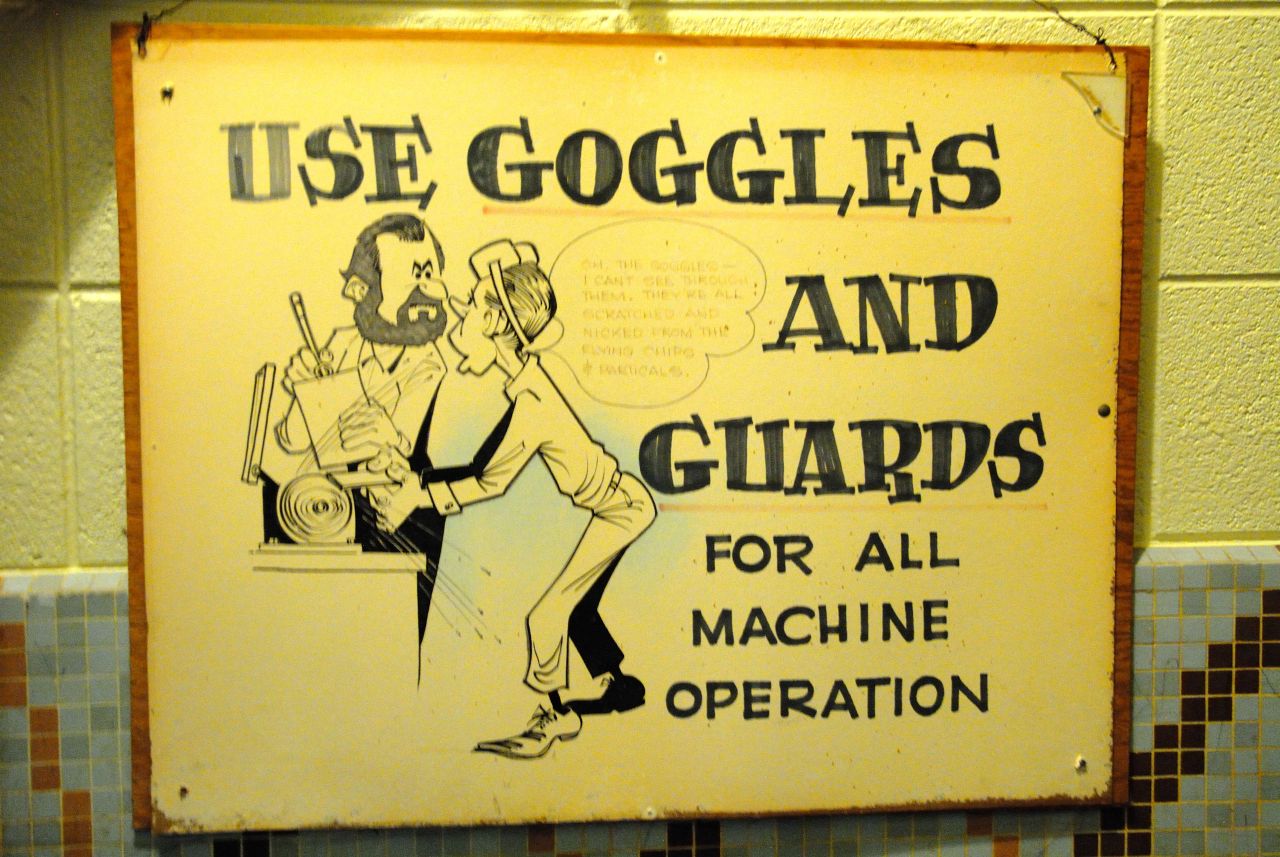 USE GOGGLES
OH, THE GOGGLES —
I CANT SEE THROUGH
THEM. THEY'RE ALL
SCRATCHED AND
NICKED FROM THE
FLYING CHIPS
& PARTICALS.
AND
GUARDS
FOR ALL
MACHINE
OPERATION